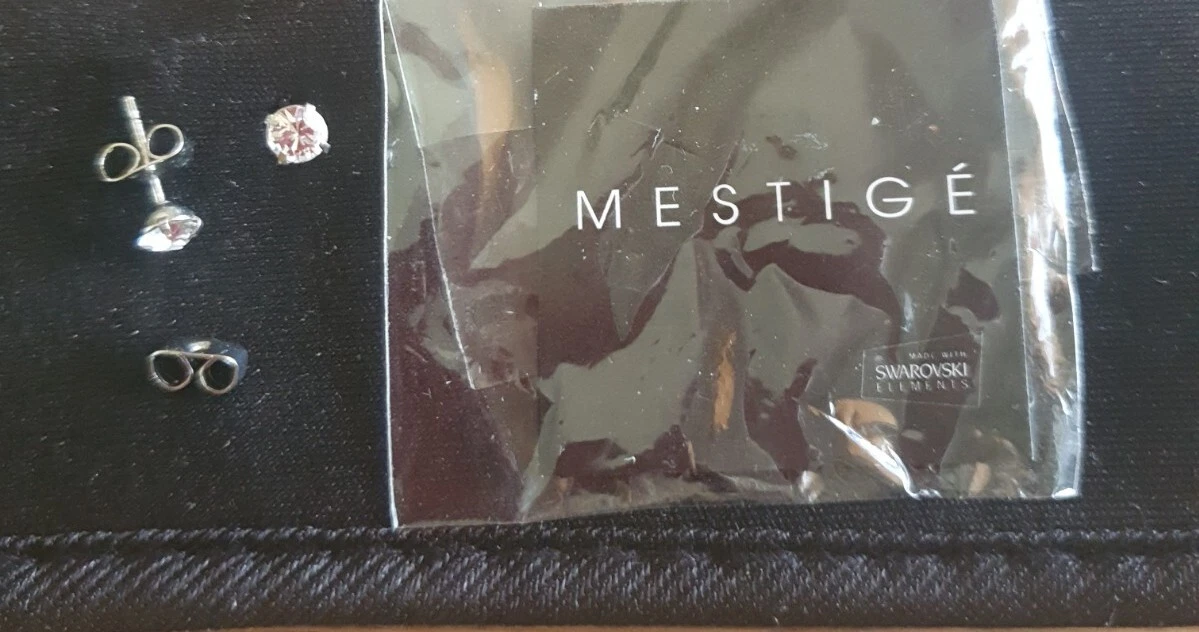 MESTIGÉ
MADE WITH
SWAROVSKI
ELEMENTS